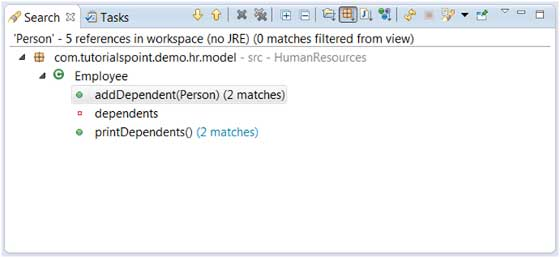 Search Tasks
'Person' - 5 references in workspace (no JRE) (0 matches filtered from view)
com.tutorialspoint.demo.hr.model - src - HumanResources
Employee
addDependent(Person) (2 matches)
dependents
printDependents() (2 matches)